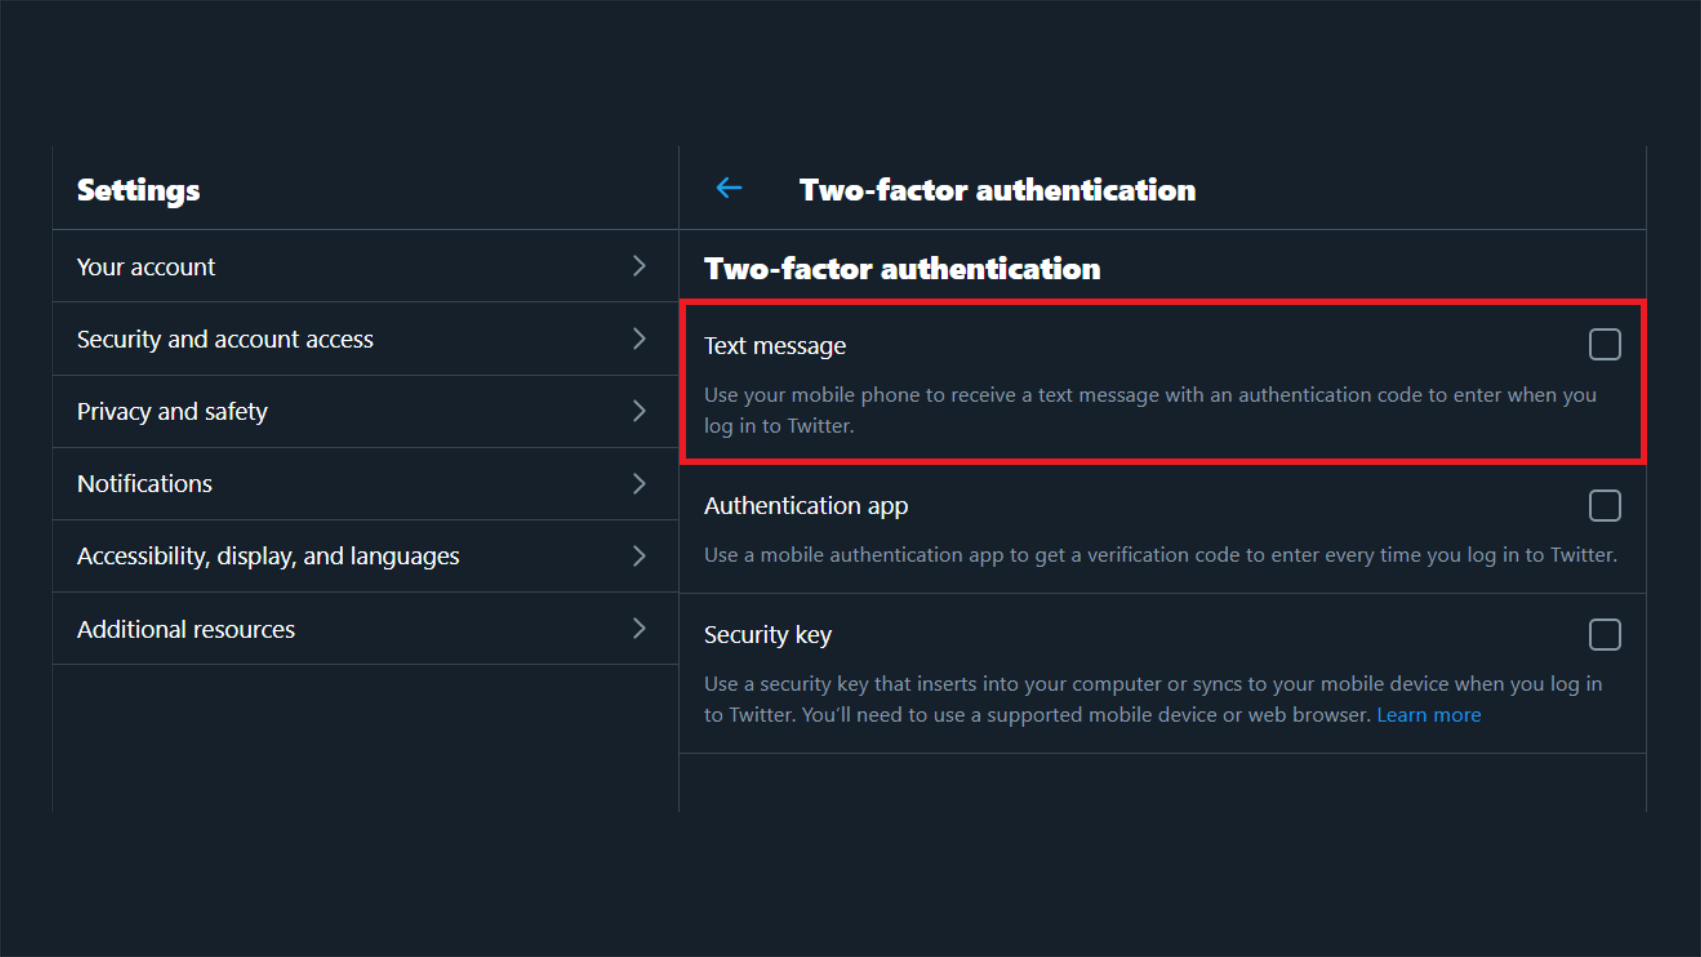 Settings
Your account
Security and account access
Privacy and safety
Notifications
Accessibility, display, and languages
Additional resources
Two-factor authentication
Two-factor authentication
Text message
Use your mobile phone to receive a text message with an authentication code to enter when you
log in to Twitter.
Authentication app
Use a mobile authentication app to get a verification code to enter every time you log in to Twitter.
Security key
Use a security key that inserts into your computer or syncs to your mobile device when you log in
to Twitter. You'll need to use a supported mobile device or web browser. Learn more